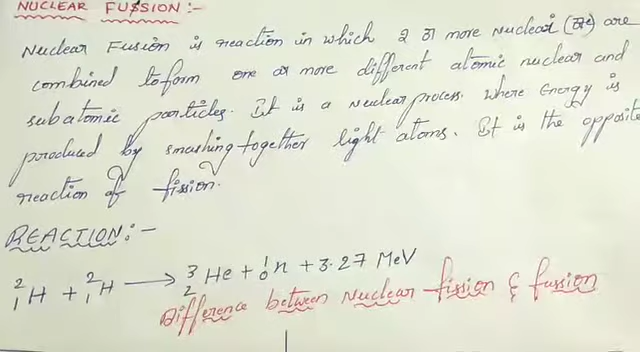 NUCLEAR FUSSION :-
Nuclear Fusion is reaction in which 2 or more nuclei are
combined to form one or more different atomic nuclear and
subatomic particles. It is a nuclear process where Energy is
produced by smashing together light atoms. It is the opposite
reaction of fission.
REACTION :-
²₁H + ²₁H ⟶ ³₂He + ¹₀n + 3.27 MeV
Difference between Nuclear fission & fussion